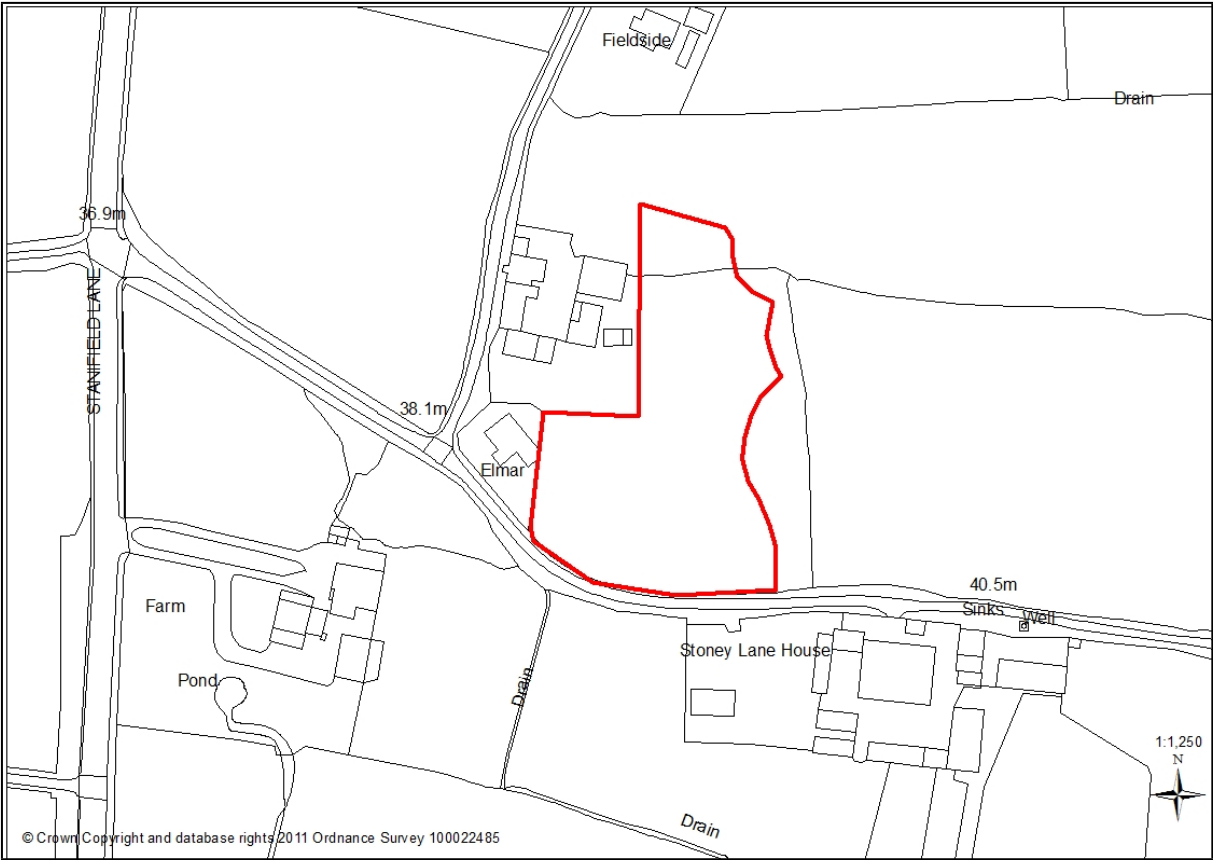 Fieldside
Drain
36.9m
STANIFIELD LANE
38.1m
Elmar
40.5m
Sinks
Well
Farm
Stoney Lane House
Pond
Drain
1:1,250
N
Drain
© Crown Copyright and database rights 2011 Ordnance Survey 100022485